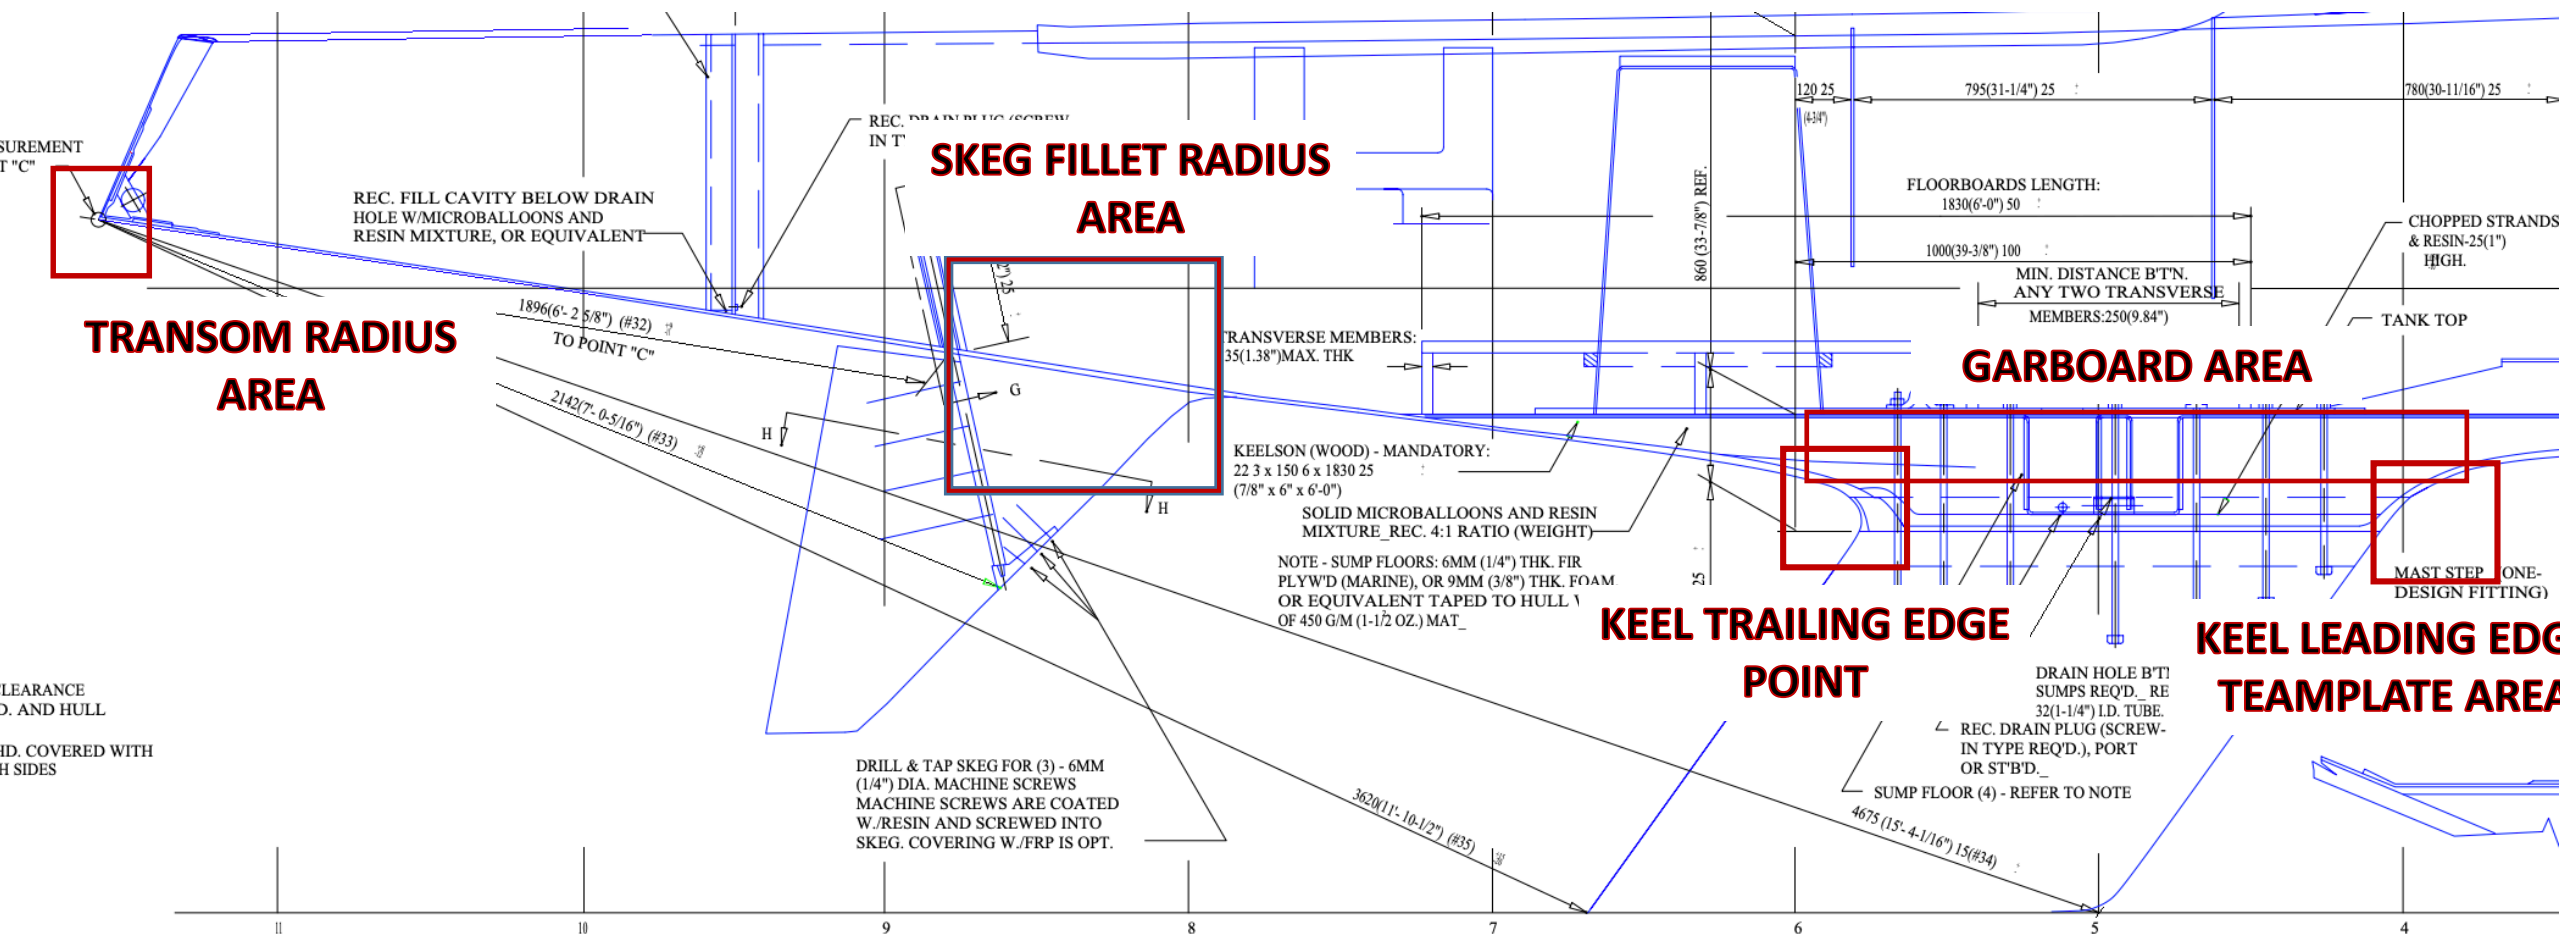 120 25
795(31-1/4") 25
780(30-11/16") 25
(4-3/4")
REC. DRAIN PLUG (SCREW
IN T'
SKEG FILLET RADIUS
AREA
SUREMENT
T "C"
REC. FILL CAVITY BELOW DRAIN
HOLE W/MICROBALLOONS AND
RESIN MIXTURE, OR EQUIVALENT
860 (33-7/8") REF.
FLOORBOARDS LENGTH:
1830(6'-0") 50
CHOPPED STRANDS
& RESIN-25(1")
HIGH.
1000(39-3/8") 100
MIN. DISTANCE B'T'N.
ANY TWO TRANSVERSE
MEMBERS:250(9.84")
TANK TOP
2")25
1896(6'- 2 5/8") (#32)
TO POINT "C"
TRANSOM RADIUS
AREA
TRANSVERSE MEMBERS:
35(1.38")MAX. THK
GARBOARD AREA
G
2142(7'- 0-5/16") (#33)
H
H
KEELSON (WOOD) - MANDATORY:
22 3 x 150 6 x 1830 25
(7/8" x 6" x 6'-0")
SOLID MICROBALLOONS AND RESIN
MIXTURE_REC. 4:1 RATIO (WEIGHT)
NOTE - SUMP FLOORS: 6MM (1/4") THK. FIR
PLYW'D (MARINE), OR 9MM (3/8") THK. FOAM
OR EQUIVALENT TAPED TO HULL
OF 450 G/M (1-1/2 OZ.) MAT_
2
25
MAST STEP ONE-
DESIGN FITTING)
KEEL TRAILING EDGE
POINT
KEEL LEADING EDG
TEAMPLATE AREA
DRAIN HOLE B'T
SUMPS REQ'D._ RE
32(1-1/4") I.D. TUBE.
REC. DRAIN PLUG (SCREW-
IN TYPE REQ'D.), PORT
OR ST'B'D._
SUMP FLOOR (4) - REFER TO NOTE
CLEARANCE
D. AND HULL
HD. COVERED WITH
H SIDES
DRILL & TAP SKEG FOR (3) - 6MM
(1/4") DIA. MACHINE SCREWS
MACHINE SCREWS ARE COATED
W./RESIN AND SCREWED INTO
SKEG. COVERING W./FRP IS OPT.
3620(11'- 10-1/2") (#35)
4675 (15'- 4-1/16") 15(#34)
11 10 9 8 7 6 5 4